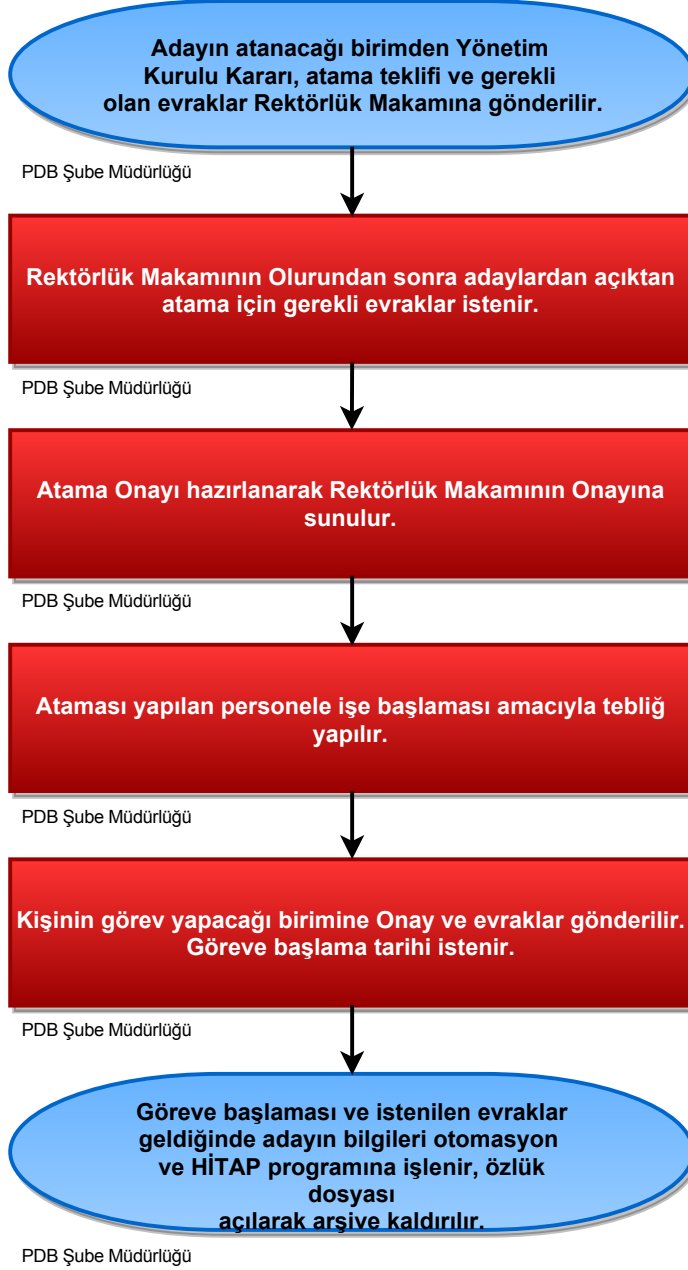 Adayın atanacağı birimden Yönetim
Kurulu Kararı, atama teklifi ve gerekli
olan evraklar Rektörlük Makamına gönderilir.
PDB Şube Müdürlüğü
Rektörlük Makamının Olurundan sonra adaylardan açıktan
atama için gerekli evraklar istenir.
PDB Şube Müdürlüğü
Atama Onayı hazırlanarak Rektörlük Makamının Onayına
sunulur.
PDB Şube Müdürlüğü
Ataması yapılan personele işe başlaması amacıyla tebliğ
yapılır.
PDB Şube Müdürlüğü
Kişinin görev yapacağı birimine Onay ve evraklar gönderilir.
Göreve başlama tarihi istenir.
PDB Şube Müdürlüğü
Göreve başlaması ve istenilen evraklar
geldiğinde adayın bilgileri otomasyon
ve HİTAP programına işlenir, özlük
dosyası
açılarak arşive kaldırılır.
PDB Şube Müdürlüğü